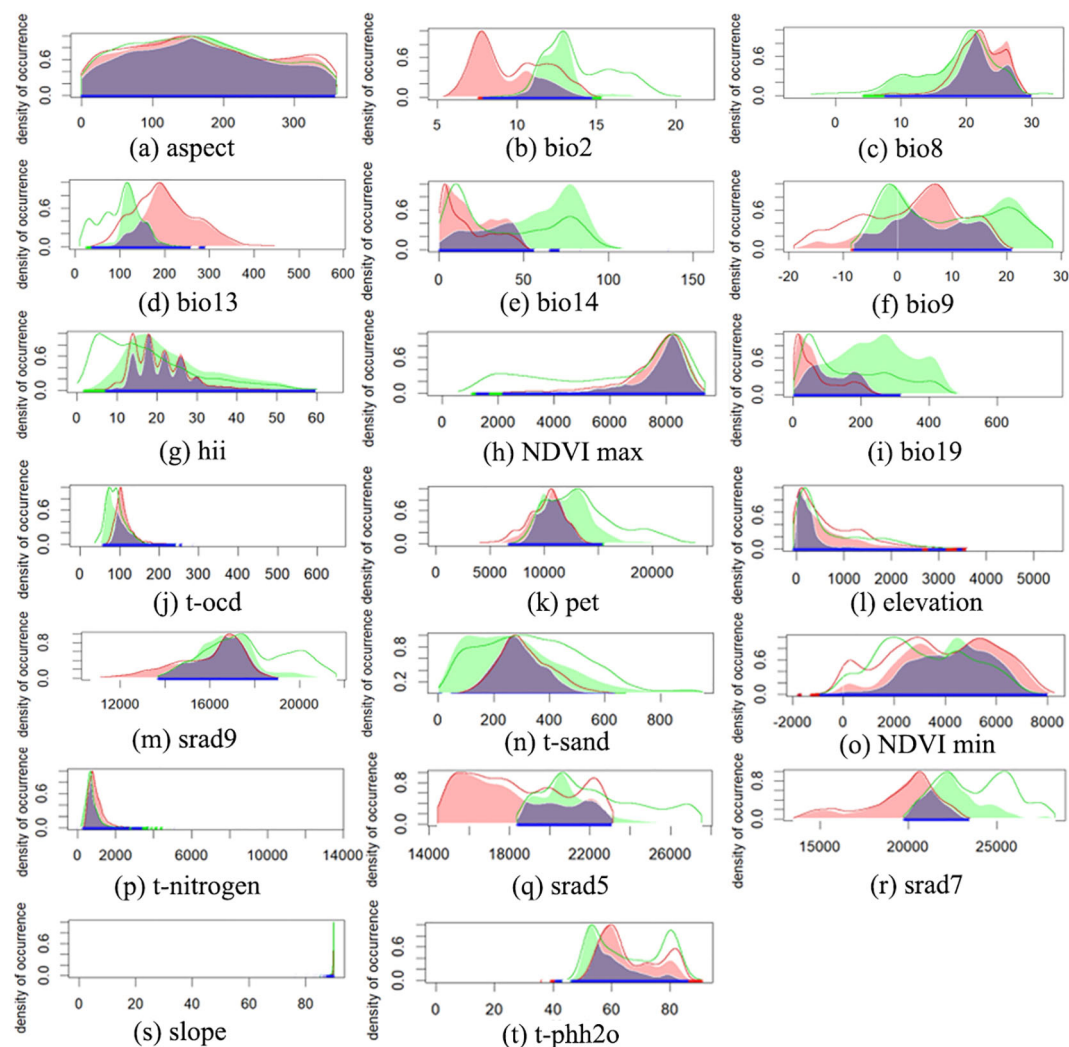 density of occurrence
0.0 0.6
0 100 200 300
(a) aspect
density of occurrence
0.0 0.6
5 10 15 20
(b) bio2
density of occurrence
0.0 0.6
0 10 20 30
(c) bio8
density of occurrence
0.0 0.6
0 100 200 300 400 500 600
(d) bio13
density of occurrence
0.0 0.6
0 50 100 150
(e) bio14
density of occurrence
0.0 0.6
-20 -10 0 10 20 30
(f) bio9
density of occurrence
0.0 0.6
0 10 20 30 40 50 60
(g) hii
density of occurrence
0.0 0.6
0 2000 4000 6000 8000
(h) NDVI max
density of occurrence
0.0 0.6
0 200 400 600
(i) bio19
density of occurrence
0.0 0.6
0 100 200 300 400 500 600
(j) t-ocd
density of occurrence
0.0 0.6
0 5000 10000 20000
(k) pet
density of occurrence
0.0 0.6
0 1000 2000 3000 4000 5000
(l) elevation
density of occurrence
0.0 0.8
12000 16000 20000
(m) srad9
density of occurrence
0.2 0.8
0 200 400 600 800
(n) t-sand
density of occurrence
0.0 0.6
-2000 0 2000 4000 6000 8000
(o) NDVI min
density of occurrence
0.0 0.6
0 2000 6000 10000 14000
(p) t-nitrogen
density of occurrence
0.0 0.8
14000 18000 22000 26000
(q) srad5
density of occurrence
0.0 0.8
15000 20000 25000
(r) srad7
density of occurrence
0.0 0.6
0 20 40 60 80
(s) slope
density of occurrence
0.0 0.6
0 20 40 60 80
(t) t-phh2o